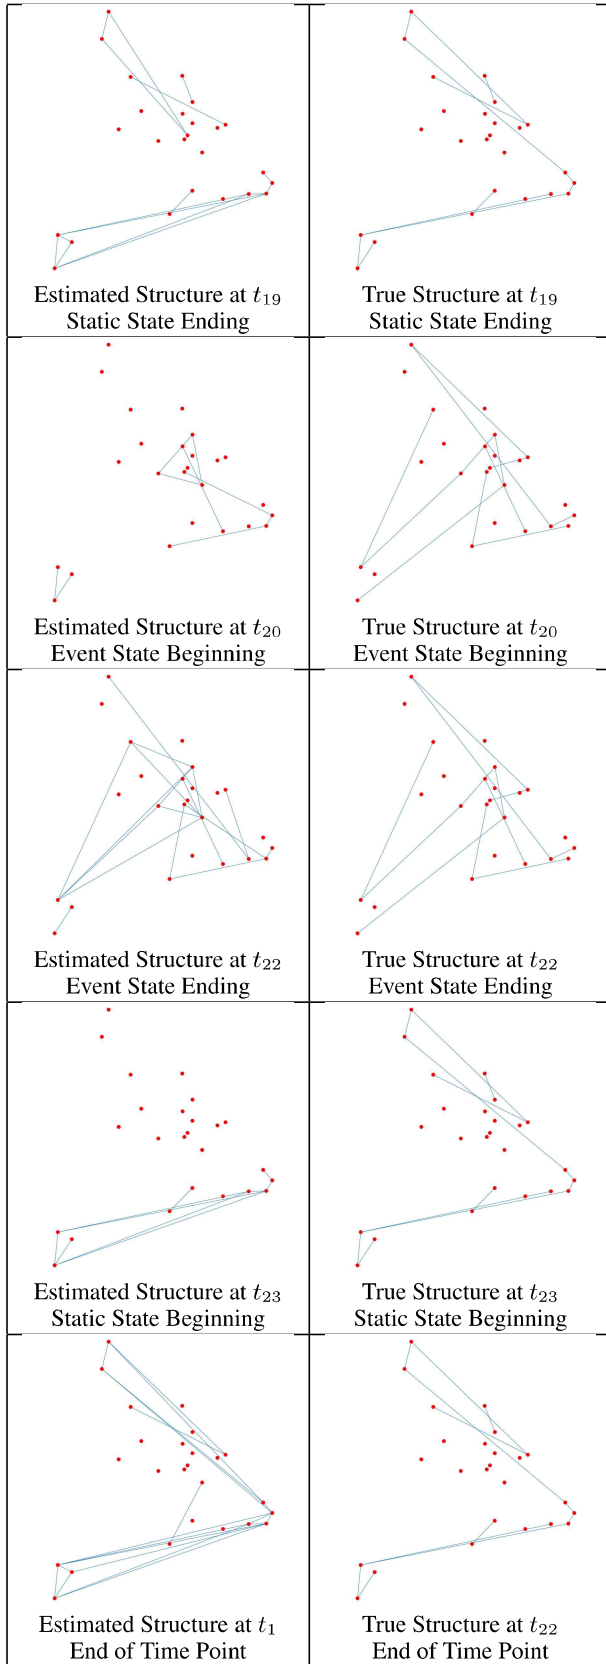 Estimated Structure at t₁₉
Static State Ending
True Structure at t₁₉
Static State Ending
Estimated Structure at t₂₀
Event State Beginning
True Structure at t₂₀
Event State Beginning
Estimated Structure at t₂₂
Event State Ending
True Structure at t₂₂
Event State Ending
Estimated Structure at t₂₃
Static State Beginning
True Structure at t₂₃
Static State Beginning
Estimated Structure at t₁
End of Time Point
True Structure at t₂₂
End of Time Point